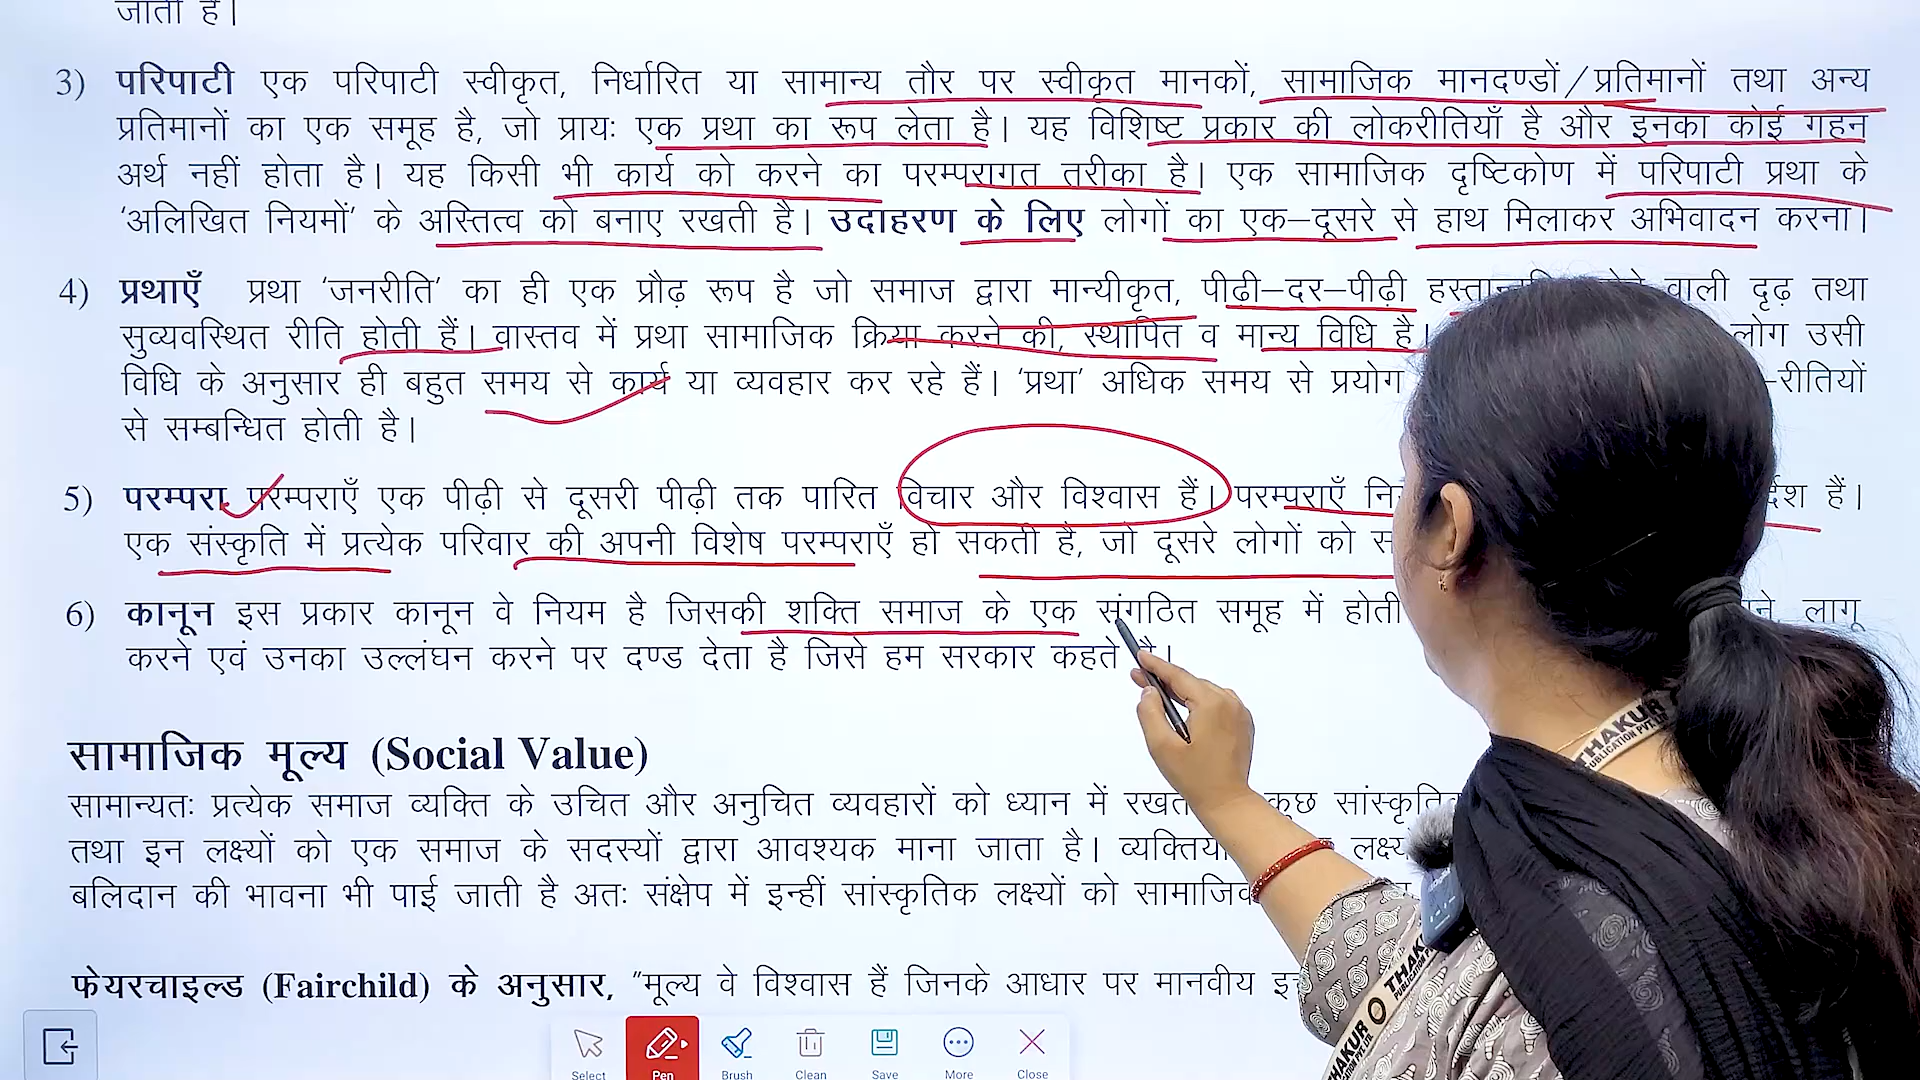 जाता है।
3) परिपाटी एक परिपाटी स्वीकृत, निर्धारित या सामान्य तौर पर स्वीकृत मानकों, सामाजिक मानदण्डों/प्रतिमानों तथा अन्य
प्रतिमानों का एक समूह है, जो प्रायः एक प्रथा का रूप लेता है। यह विशिष्ट प्रकार की लोकरीतियाँ है और इनका कोई गहन
अर्थ नहीं होता है। यह किसी भी कार्य को करने का परम्परागत तरीका है। एक सामाजिक दृष्टिकोण में परिपाटी प्रथा के
'अलिखित नियमों' के अस्तित्व को बनाए रखती है। उदाहरण के लिए लोगों का एक–दूसरे से हाथ मिलाकर अभिवादन करना।
4) प्रथाएँ प्रथा 'जनरीति' का ही एक प्रौढ़ रूप है जो समाज द्वारा मान्यीकृत, पीढ़ी–दर–पीढ़ी वाली दृढ़ तथा
सुव्यवस्थित रीति होती हैं। वास्तव में प्रथा सामाजिक क्रिया करने की, स्थापित व मान्य विधि है। लोग उसी
विधि के अनुसार ही बहुत समय से कार्य या व्यवहार कर रहे हैं। 'प्रथा' अधिक समय से प्रयोग –रीतियों
से सम्बन्धित होती है।
5) परम्परा परम्पराएँ एक पीढ़ी से दूसरी पीढ़ी तक पारित विचार और विश्वास हैं। परम्पराएँ हैं।
एक संस्कृति में प्रत्येक परिवार की अपनी विशेष परम्पराएँ हो सकती है, जो दूसरे लोगों को
6) कानून इस प्रकार कानून वे नियम है जिसकी शक्ति समाज के एक संगठित समूह में होती लागू
करने एवं उनका उल्लंघन करने पर दण्ड देता है जिसे हम सरकार कहते है।
सामाजिक मूल्य (Social Value)
सामान्यतः प्रत्येक समाज व्यक्ति के उचित और अनुचित व्यवहारों को ध्यान में कुछ
तथा इन लक्ष्यों को एक समाज के सदस्यों द्वारा आवश्यक माना जाता है।
बलिदान की भावना भी पाई जाती है अतः संक्षेप में इन्हीं सांस्कृतिक लक्ष्यों को
फेयरचाइल्ड (Fairchild) के अनुसार, "मूल्य वे विश्वास हैं जिनके आधार पर मानवीय
THAKUR
PUBLICATION PVT. LTD
THAKUR
Select Pen Brush Clean Save More Close